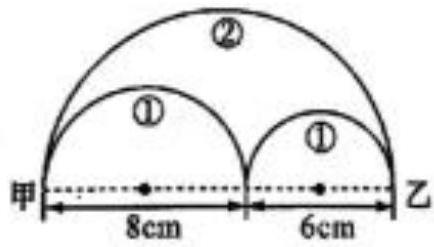 ②
① ①
甲 乙
8cm 6cm